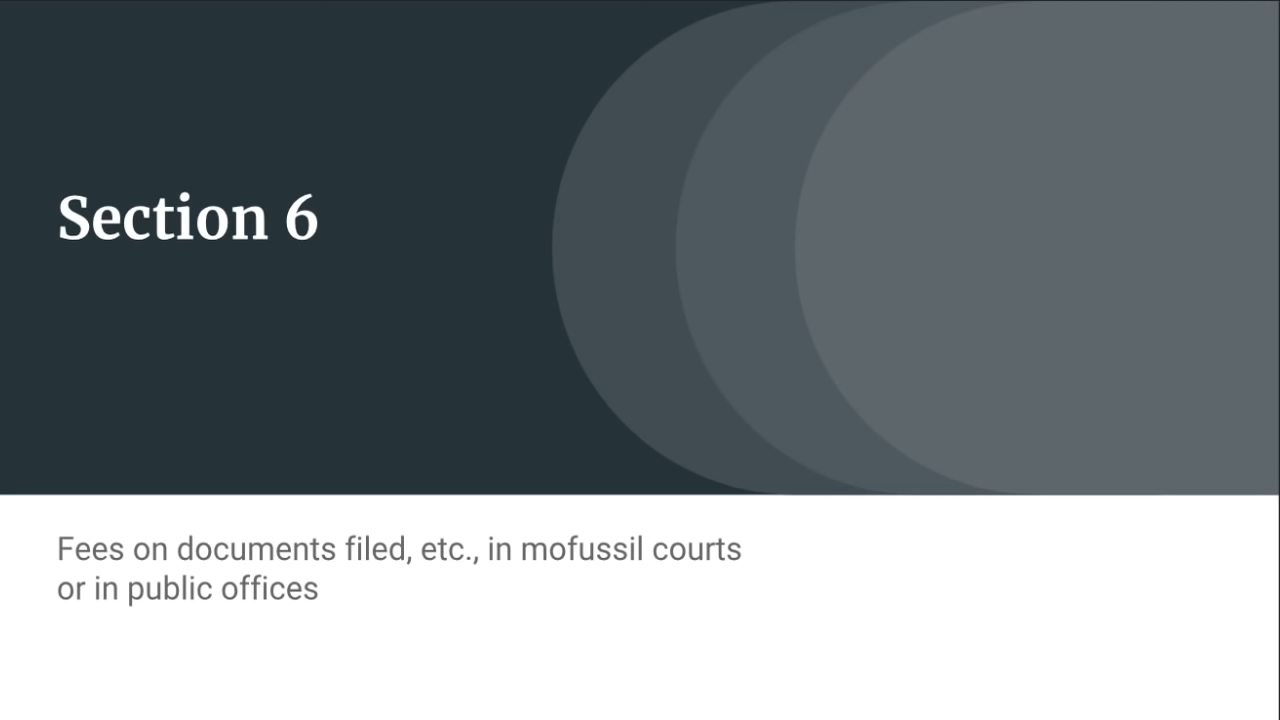 Section 6
Fees on documents filed, etc., in mofussil courts
or in public offices